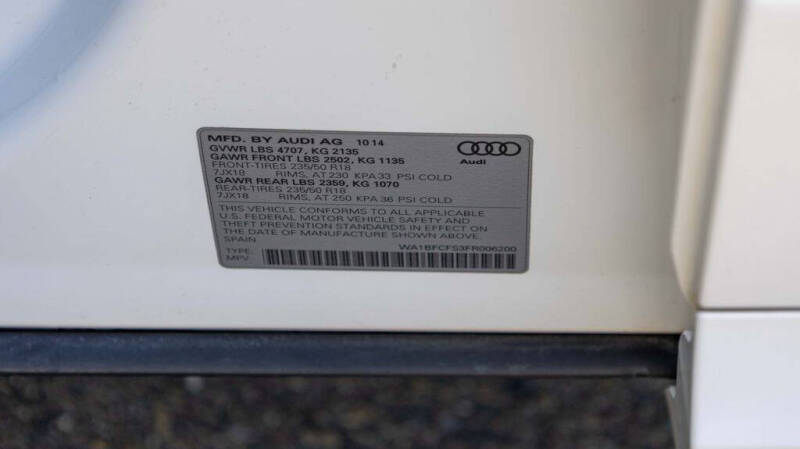 MFD. BY AUDI AG 10 14
GVWR LBS 4707, KG 2135
GAWR FRONT LBS 2502, KG 1135
FRONT-TIRES 235/50 R18
7JX18 RIMS, AT 230 KPA 33 PSI COLD
GAWR REAR LBS 2359, KG 1070
REAR-TIRES 235/50 R18
7JX18 RIMS, AT 250 KPA 36 PSI COLD
Audi
THIS VEHICLE CONFORMS TO ALL APPLICABLE
U.S. FEDERAL MOTOR VEHICLE SAFETY AND
THEFT PREVENTION STANDARDS IN EFFECT ON
THE DATE OF MANUFACTURE SHOWN ABOVE.
SPAIN
TYPE: WA1BFCFS3FR006200
MPV